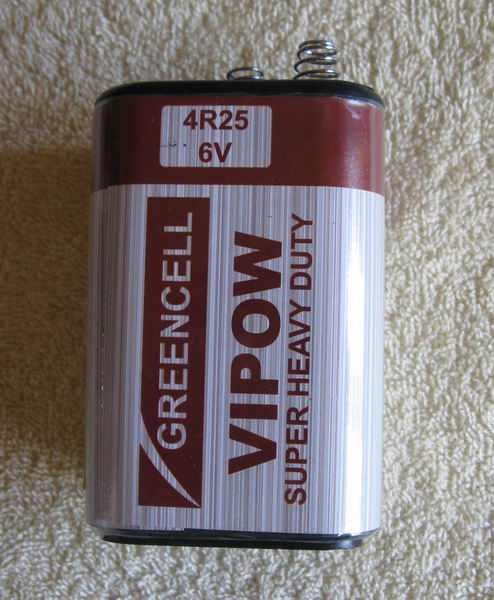 4R25
6V
GREENCELL
VIPOW
SUPER HEAVY DUTY